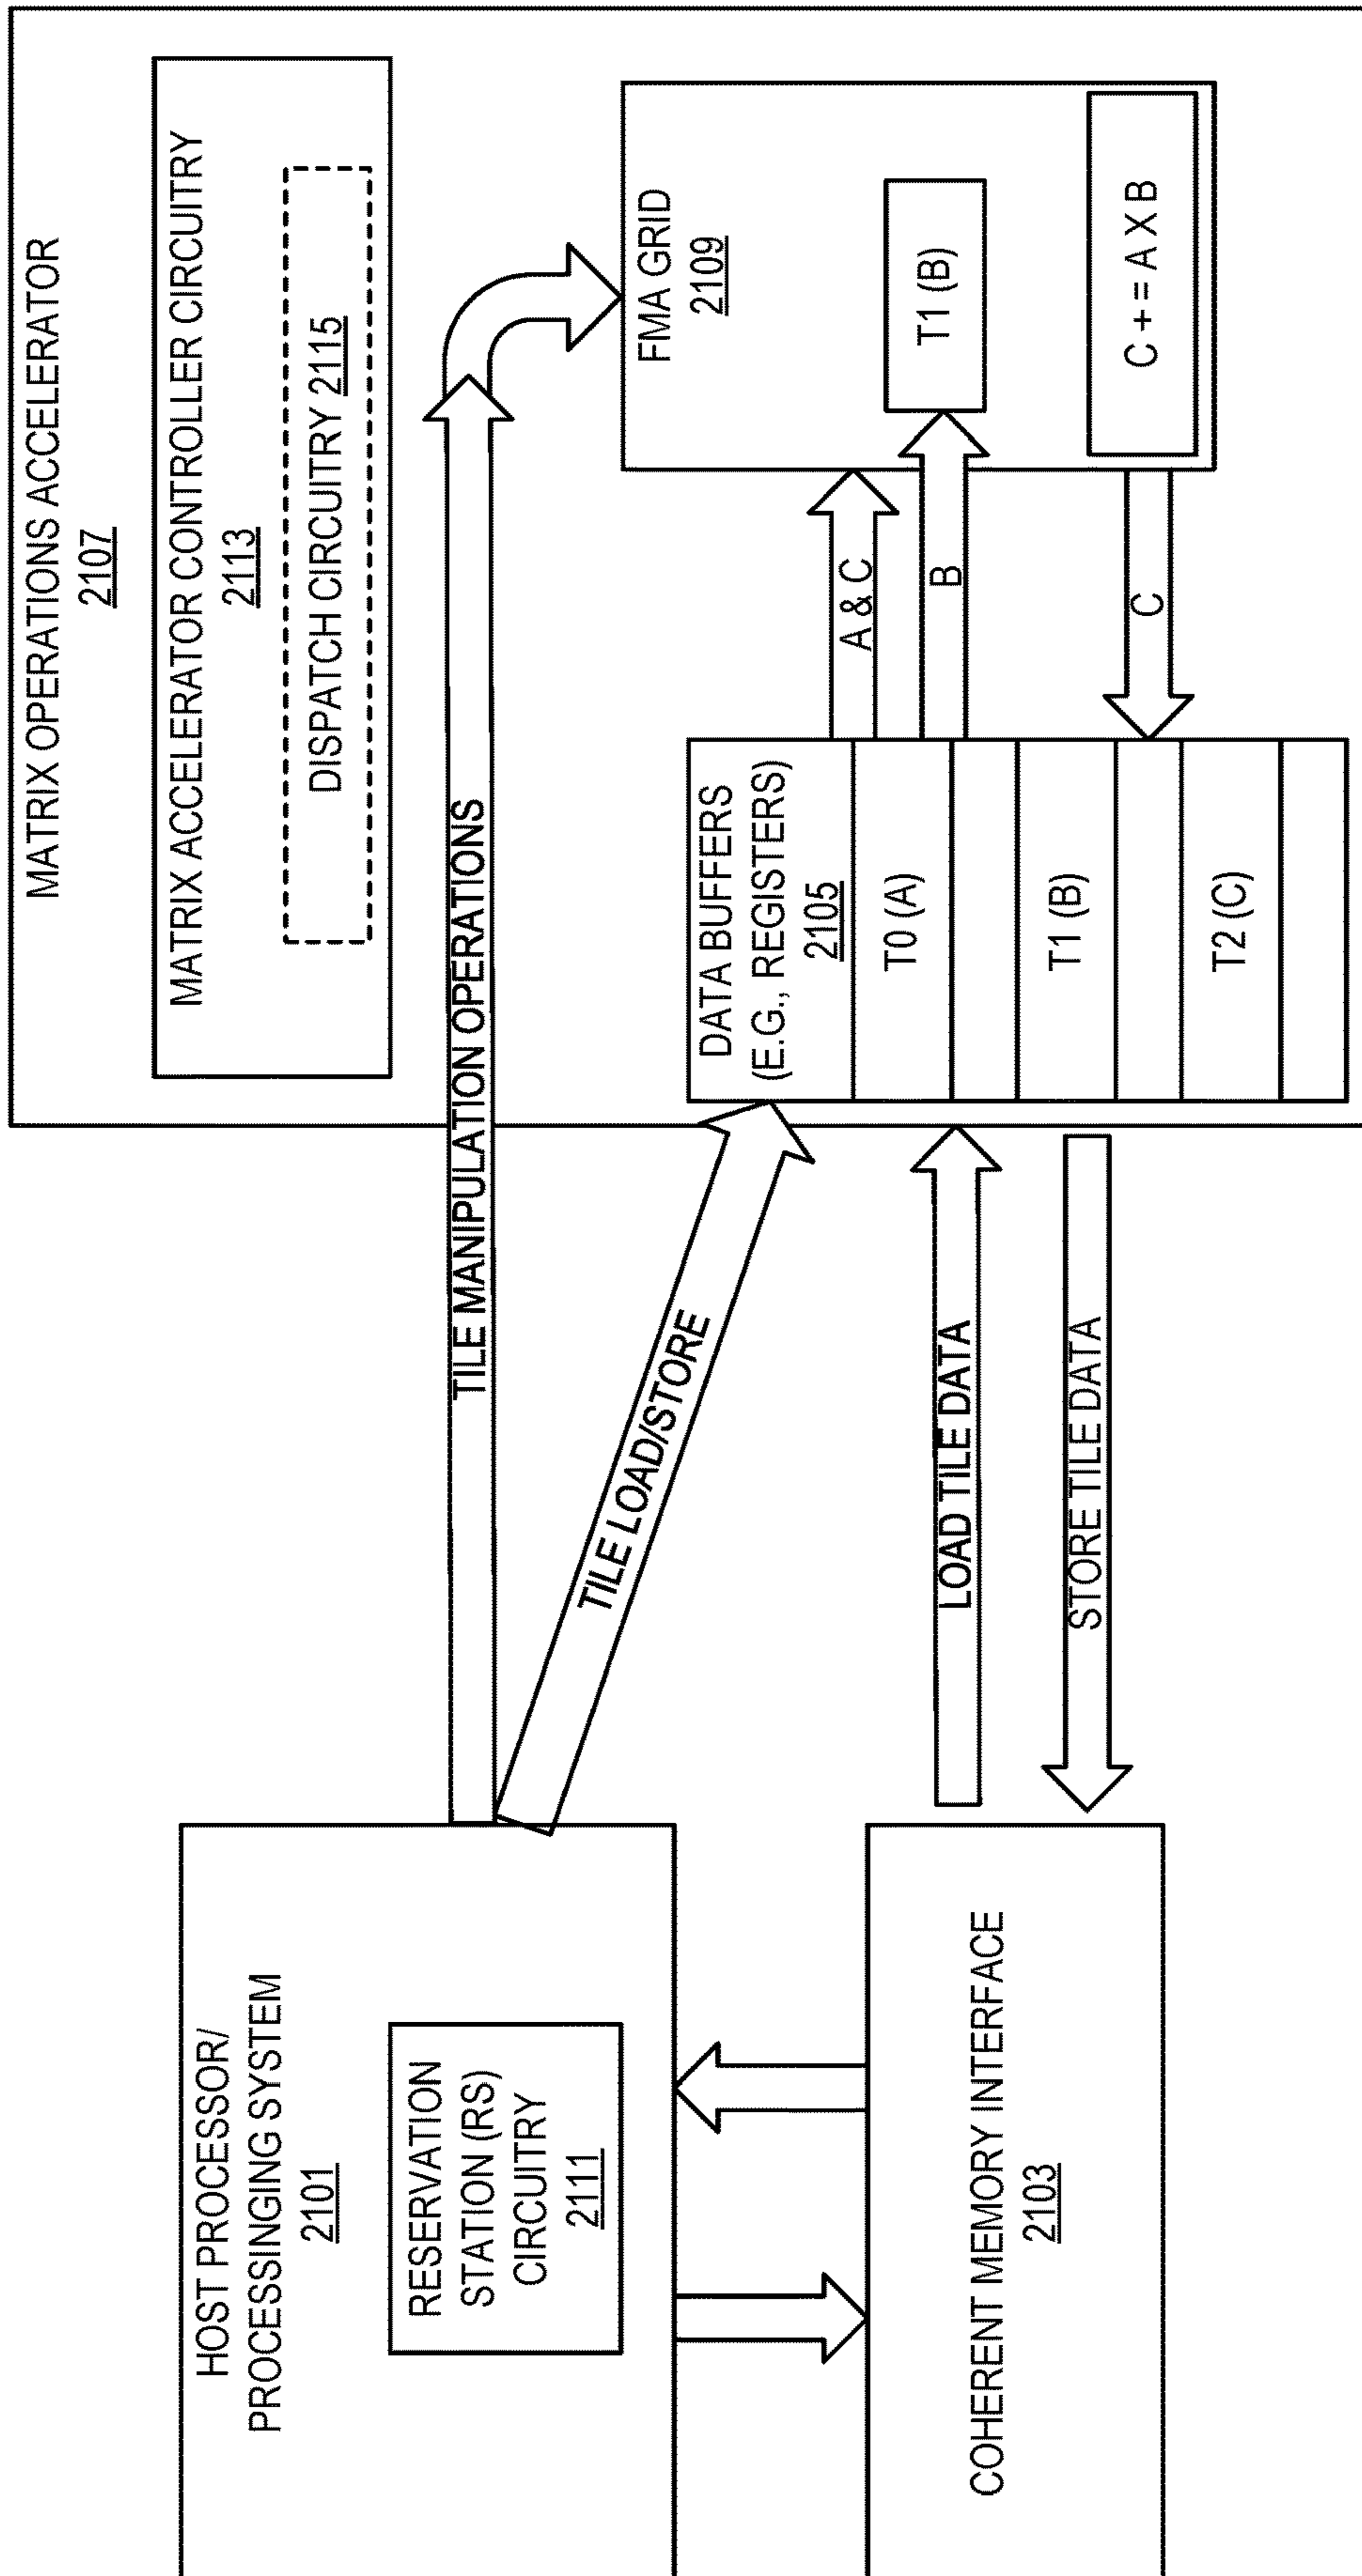 HOST PROCESSOR/
PROCESSINGING SYSTEM
2101
RESERVATION
STATION (RS)
CIRCUITRY
2111
COHERENT MEMORY INTERFACE
2103
TILE MANIPULATION OPERATIONS
TILE LOAD/STORE
LOAD TILE DATA
STORE TILE DATA
MATRIX OPERATIONS ACCELERATOR
2107
MATRIX ACCELERATOR CONTROLLER CIRCUITRY
2113
DISPATCH CIRCUITRY 2115
DATA BUFFERS
(E.G., REGISTERS)
2105
T0 (A)
T1 (B)
T2 (C)
A & C
B
C
FMA GRID
2109
T1 (B)
C + = A X B